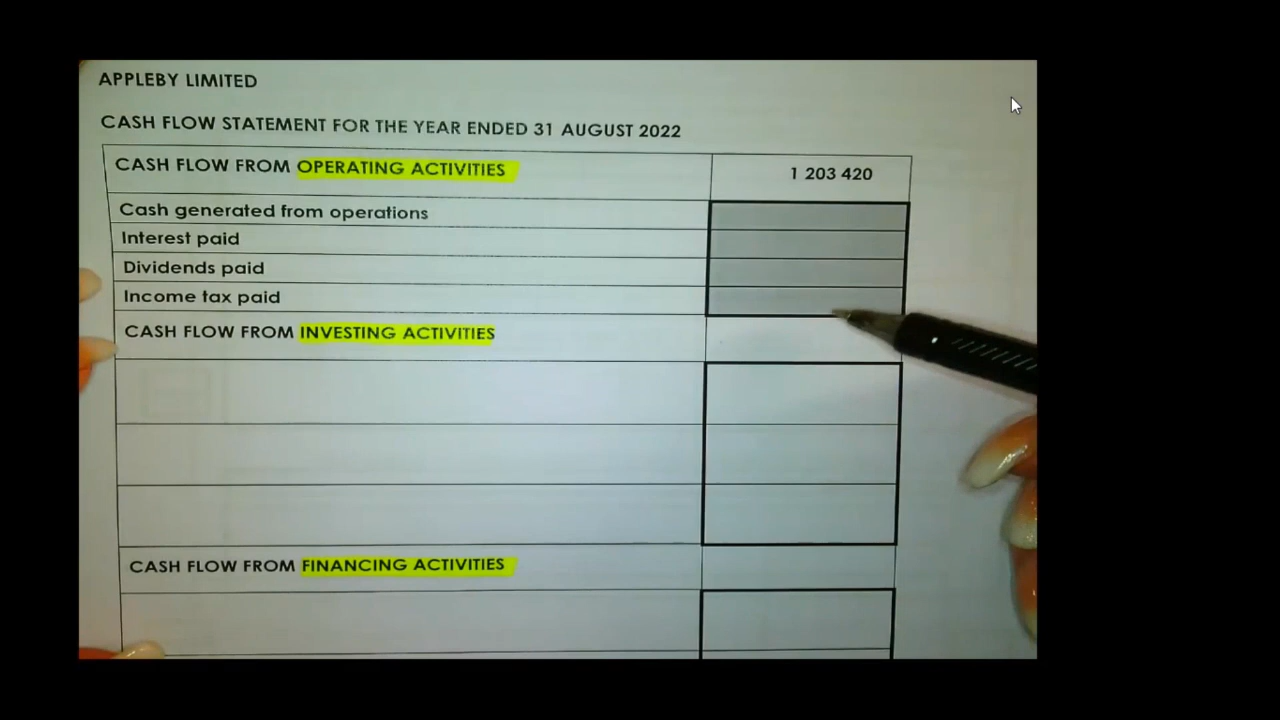 APPLEBY LIMITED
CASH FLOW STATEMENT FOR THE YEAR ENDED 31 AUGUST 2022
CASH FLOW FROM OPERATING ACTIVITIES 1 203 420
Cash generated from operations
Interest paid
Dividends paid
Income tax paid
CASH FLOW FROM INVESTING ACTIVITIES
CASH FLOW FROM FINANCING ACTIVITIES